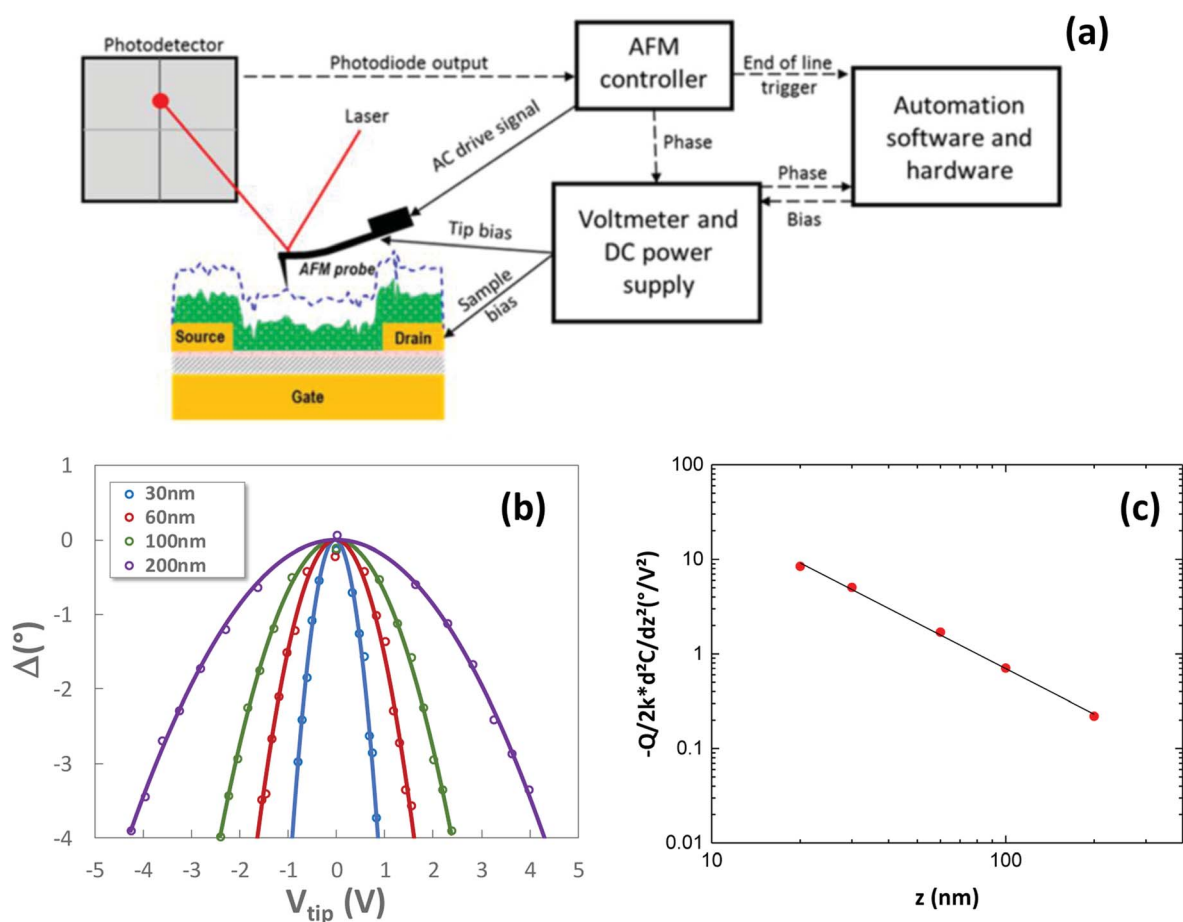 (a)
Photodetector
Photodiode output
AFM
controller
End of line
trigger
Automation
software and
hardware
Laser
AC drive signal
Phase
Phase
Bias
Voltmeter and
DC power
supply
Tip bias
Sample
bias
AFM probe
Source
Drain
Gate
(b)
1
0
-1
-2
-3
-4
Δ(°)
30nm
60nm
100nm
200nm
-5 -4 -3 -2 -1 0 1 2 3 4 5
Vtip (V)
(c)
100
10
1
0.1
0.01
-Q/2k*d²C/dz²(°/V²)
10 100
z (nm)